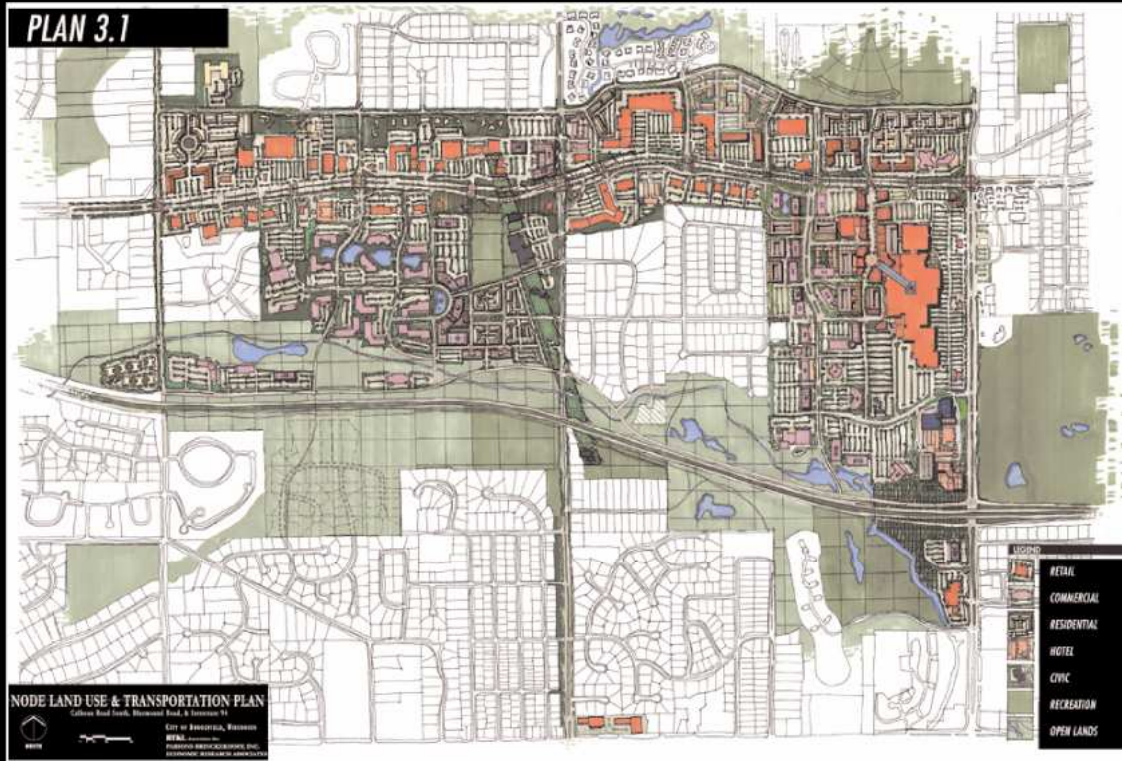 PLAN 3.1
LEGEND
RETAIL
COMMERCIAL
RESIDENTIAL
HOTEL
CIVIC
RECREATION
OPEN LANDS
NODE LAND USE & TRANSPORTATION PLAN
Calhoun Road South, Bluemound Road, & Interstate 94
CITY OF BROOKFIELD, WISCONSIN
PARSONS BRINCKERHOFF, INC.
ECONOMIC RESEARCH ASSOCIATES
NORTH